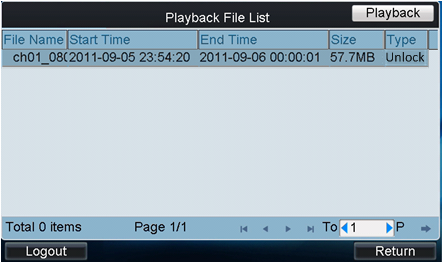 Playback File List Playback
File Name Start Time End Time Size Type
ch01_080 2011-09-05 23:54:20 2011-09-06 00:00:01 57.7MB Unlock
Total 0 items Page 1/1 To 1 P
Logout Return